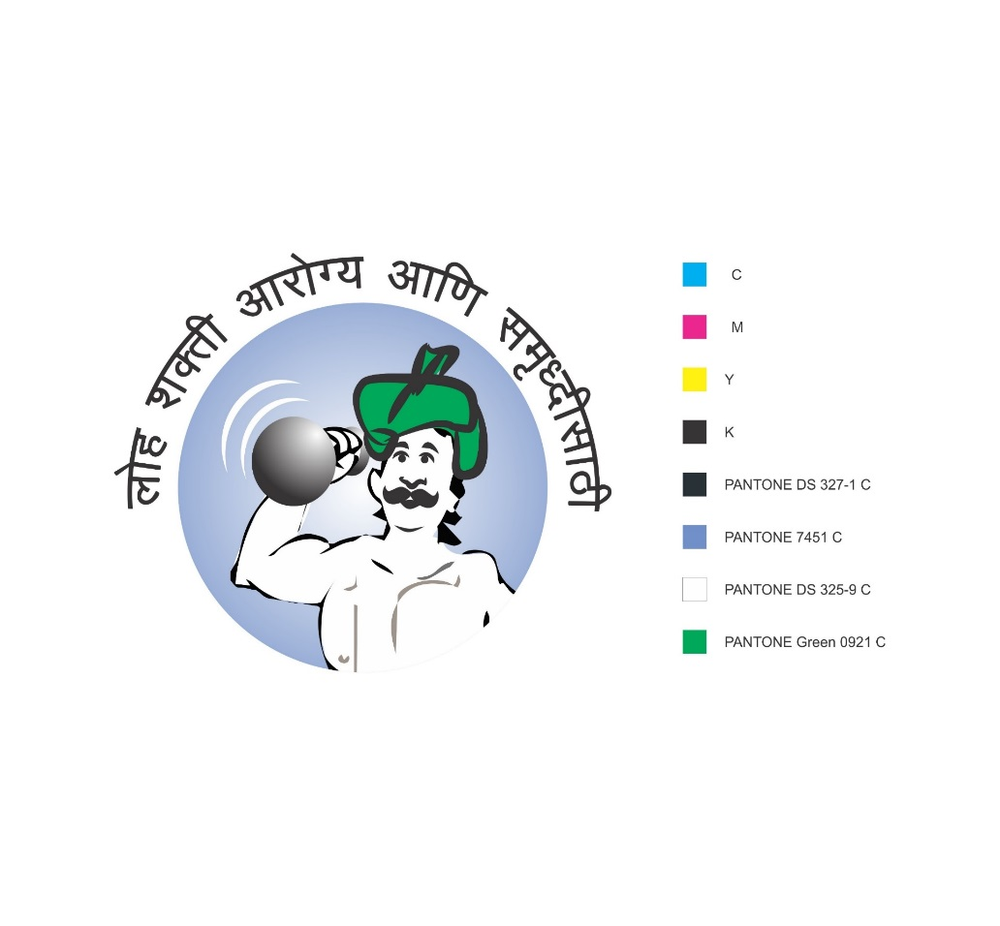 लोह शक्ती आरोग्य आणि समृध्दीसाठी
C
M
Y
K
PANTONE DS 327-1 C
PANTONE 7451 C
PANTONE DS 325-9 C
PANTONE Green 0921 C